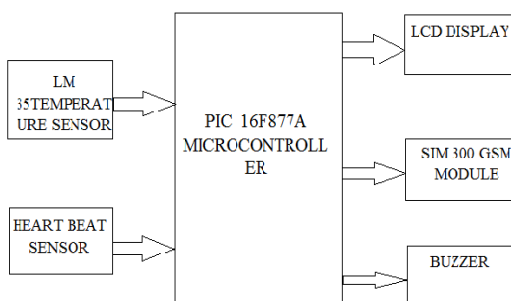 LM
35TEMPERAT
URE SENSOR
HEART BEAT
SENSOR
PIC 16F877A
MICROCONTROLL
ER
LCD DISPLAY
SIM 300 GSM
MODULE
BUZZER